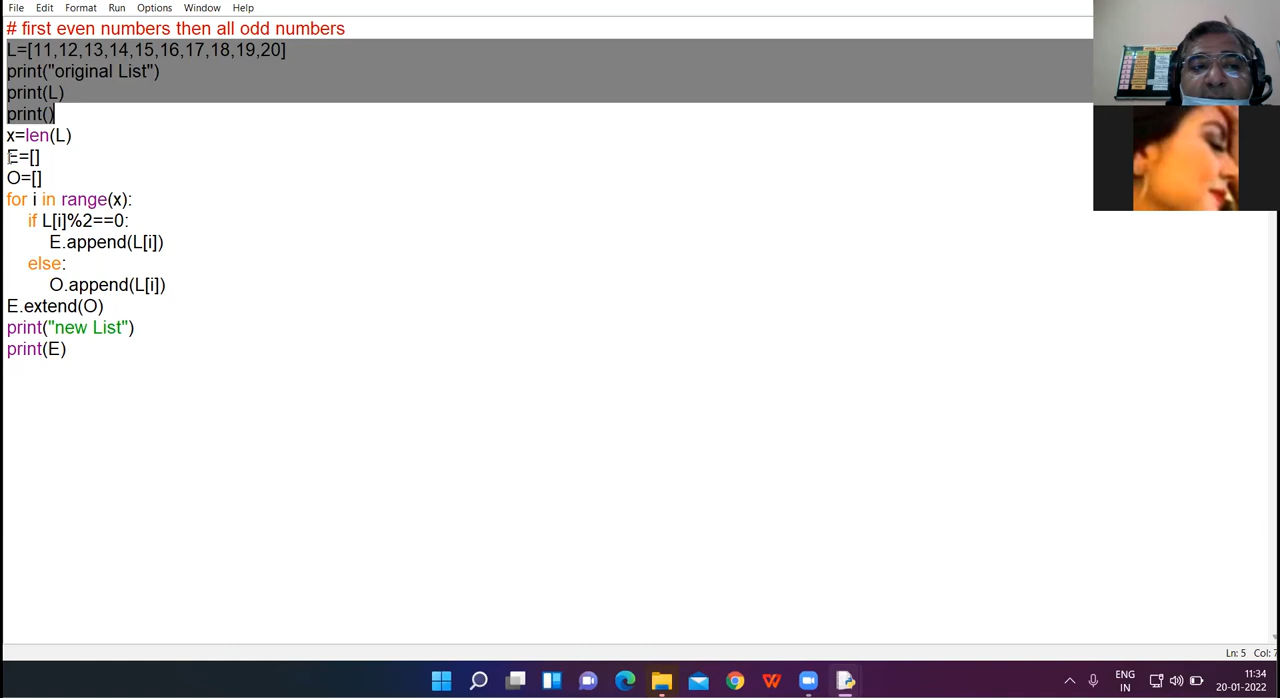 File Edit Format Run Options Window Help
# first even numbers then all odd numbers
L=[11,12,13,14,15,16,17,18,19,20]
print("original List")
print(L)
print()
x=len(L)
E=[]
O=[]
for i in range(x):
if L[i]%2==0:
E.append(L[i])
else:
O.append(L[i])
E.extend(O)
print("new List")
print(E)
Ln: 5 Col: 7
ENG
IN
11:34
20-01-2022